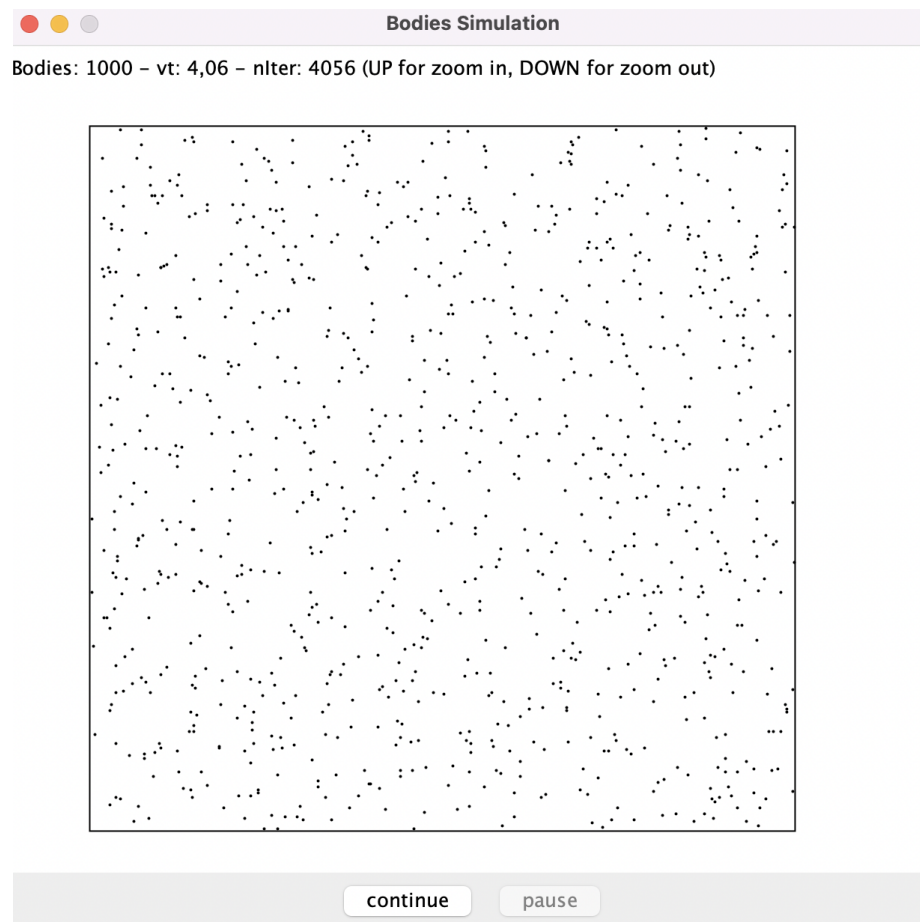 Bodies Simulation
Bodies: 1000 – vt: 4,06 – nIter: 4056 (UP for zoom in, DOWN for zoom out)
continue pause